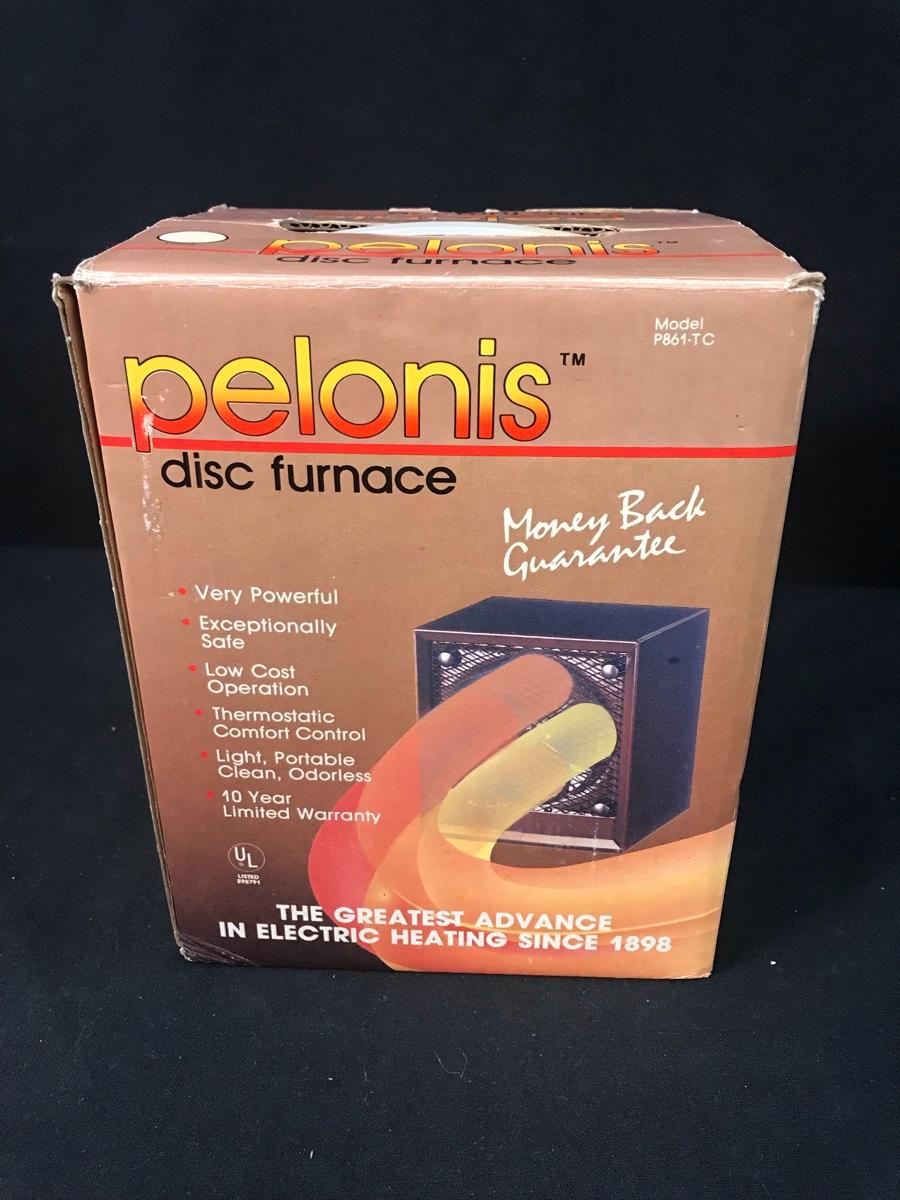 pelonis™
disc furnace
Model
P861-TC
pelonis™
disc furnace
Money Back
Guarantee
• Very Powerful
• Exceptionally
Safe
• Low Cost
Operation
• Thermostatic
Comfort Control
• Light, Portable
Clean, Odorless
• 10 Year
Limited Warranty
UL
LISTED
E95791
THE GREATEST ADVANCE
IN ELECTRIC HEATING SINCE 1898